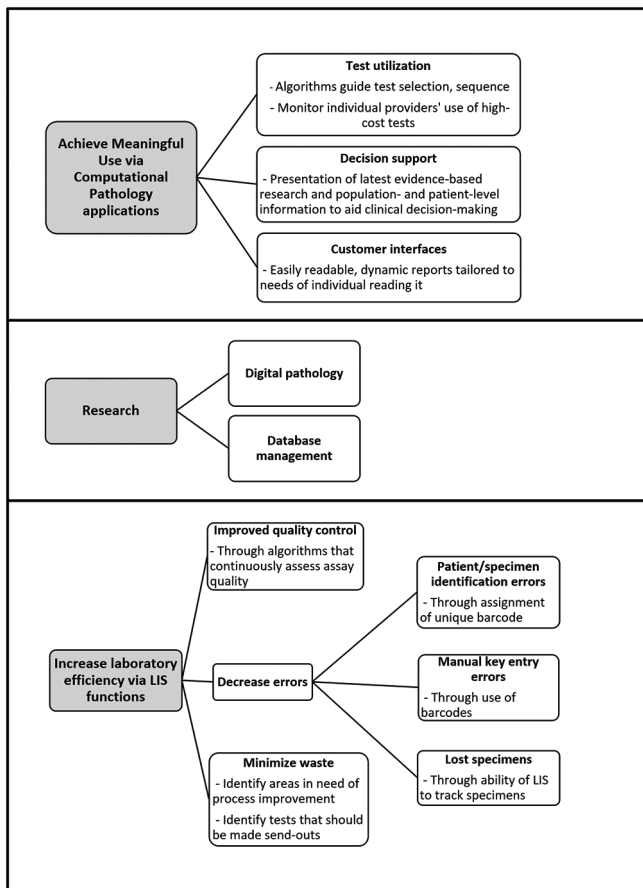 Achieve Meaningful
Use via
Computational
Pathology
applications
Test utilization
- Algorithms guide test selection, sequence
- Monitor individual providers' use of high-
cost tests
Decision support
- Presentation of latest evidence-based
research and population- and patient-level
information to aid clinical decision-making
Customer interfaces
- Easily readable, dynamic reports tailored to
needs of individual reading it
Research
Digital pathology
Database
management
Increase laboratory
efficiency via LIS
functions
Improved quality control
- Through algorithms that
continuously assess assay
quality
Decrease errors
Minimize waste
- Identify areas in need of
process improvement
- Identify tests that should
be made send-outs
Patient/specimen
identification errors
- Through assignment
of unique barcode
Manual key entry
errors
- Through use of
barcodes
Lost specimens
- Through ability of LIS
to track specimens